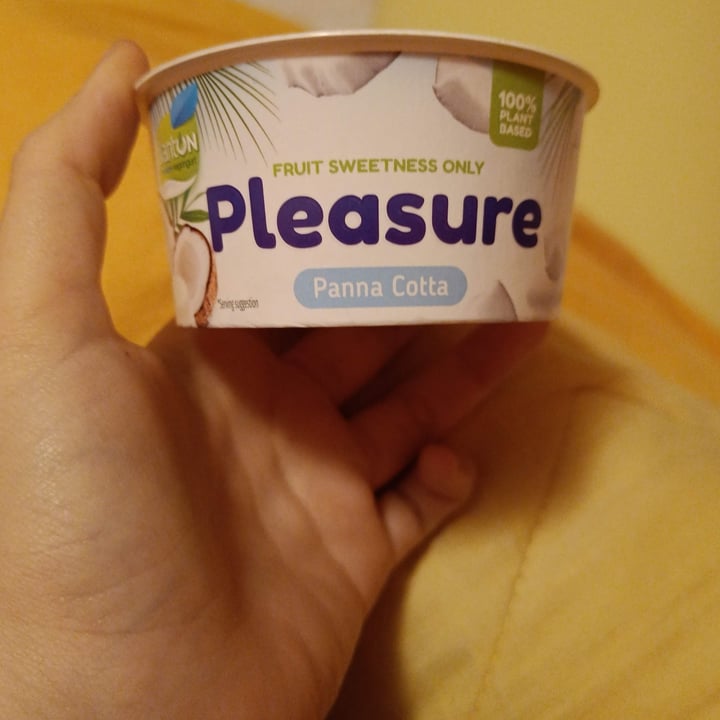 100%
PLANT
BASED
FRUIT SWEETNESS ONLY
Pleasure
Panna Cotta
*Serving suggestion